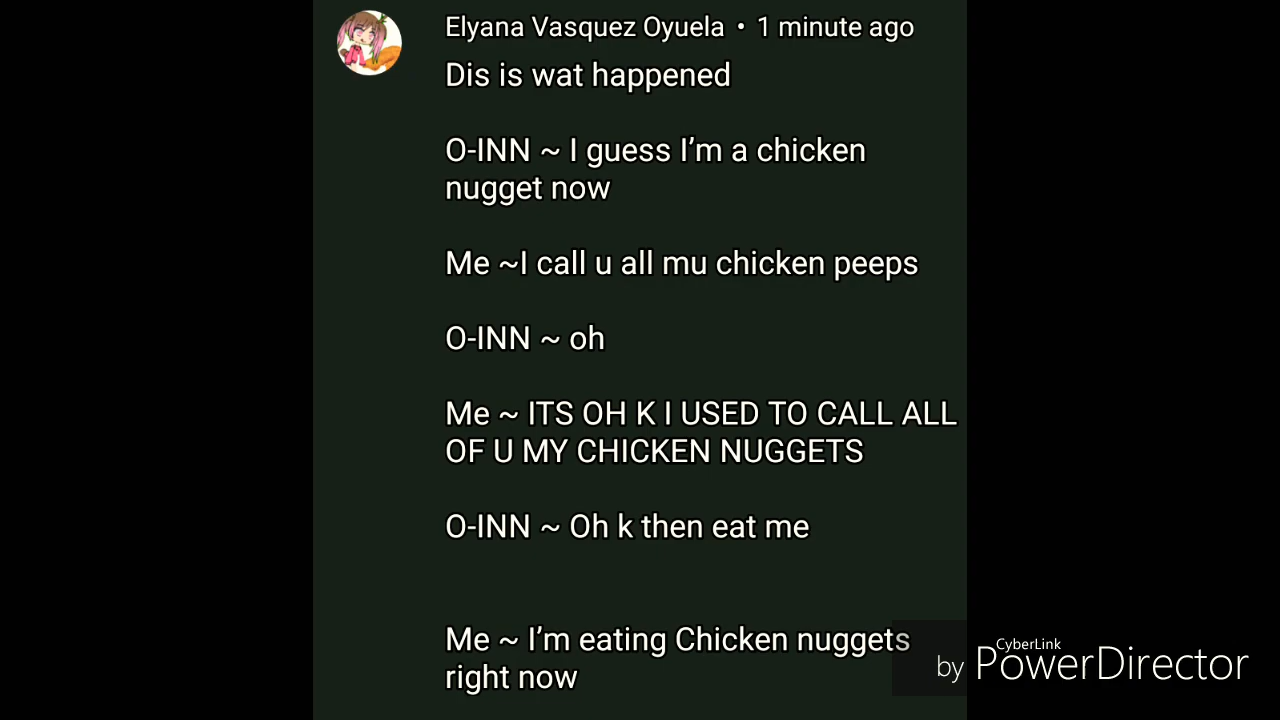 Elyana Vasquez Oyuela • 1 minute ago
Dis is wat happened
O-INN ~ I guess I’m a chicken
nugget now
Me ~I call u all mu chicken peeps
O-INN ~ oh
Me ~ ITS OH K I USED TO CALL ALL
OF U MY CHICKEN NUGGETS
O-INN ~ Oh k then eat me
Me ~ I’m eating Chicken nuggets
right now
by CyberLink PowerDirector